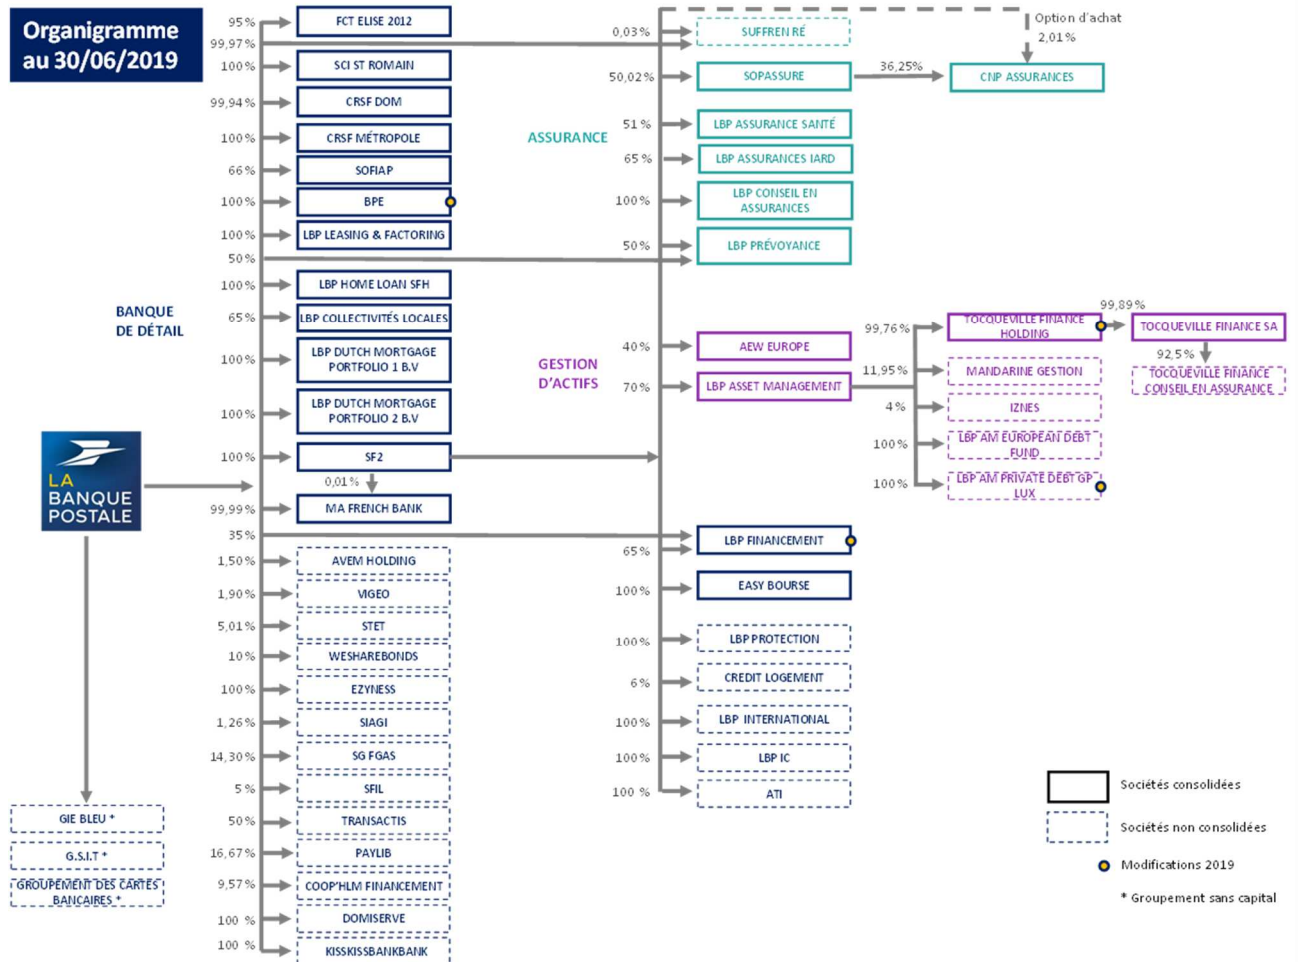 Organigramme
au 30/06/2019
95%
FCT ELISE 2012
99,97%
100%
SCI ST ROMAIN
99,94%
CRSF DOM
100%
CRSF MÉTROPOLE
66%
SOFIAP
100%
BPE
100%
LBP LEASING & FACTORING
50%
100%
LBP HOME LOAN SFH
BANQUE
DE DÉTAIL
65%
LBP COLLECTIVITÉS LOCALES
100%
LBP DUTCH MORTGAGE
PORTFOLIO 1 B.V
100%
LBP DUTCH MORTGAGE
PORTFOLIO 2 B.V
100%
SF2
0,01%
99,99%
MA FRENCH BANK
35%
1,50%
AVEM HOLDING
1,90%
VIGEO
5,01%
STET
10%
WESHAREBONDS
100%
EZYNESS
1,26%
SIAGI
14,30%
SG FGAS
5%
SFIL
50%
TRANSACTIS
16,67%
PAYLIB
9,57%
COOP'HLM FINANCEMENT
100 %
DOMISERVE
100 %
KISSKISSBANKBANK
LA
BANQUE
POSTALE
GIE BLEU *
G.S.I.T *
GROUPEMENT DES CARTES
BANCAIRES *
ASSURANCE
0,03%
SUFFREN RÉ
Option d'achat
2,01%
50,02%
SOPASSURE
36,25%
CNP ASSURANCES
51%
LBP ASSURANCE SANTÉ
65%
LBP ASSURANCES IARD
100%
LBP CONSEIL EN
ASSURANCES
50%
LBP PRÉVOYANCE
GESTION
D'ACTIFS
40%
AEW EUROPE
70%
LBP ASSET MANAGEMENT
99,76%
TOCQUEVILLE FINANCE
HOLDING
99,89%
TOCQUEVILLE FINANCE SA
92,5%
TOCQUEVILLE FINANCE
CONSEIL EN ASSURANCE
11,95%
MANDARINE GESTION
4%
IZNES
100%
LBP AM EUROPEAN DEBT
FUND
100%
LBP AM PRIVATE DEBT GP
LUX
65%
LBP FINANCEMENT
100%
EASY BOURSE
100%
LBP PROTECTION
6%
CREDIT LOGEMENT
100%
LBP INTERNATIONAL
100%
LBP IC
100 %
ATI
Sociétés consolidées
Sociétés non consolidées
Modifications 2019
* Groupement sans capital